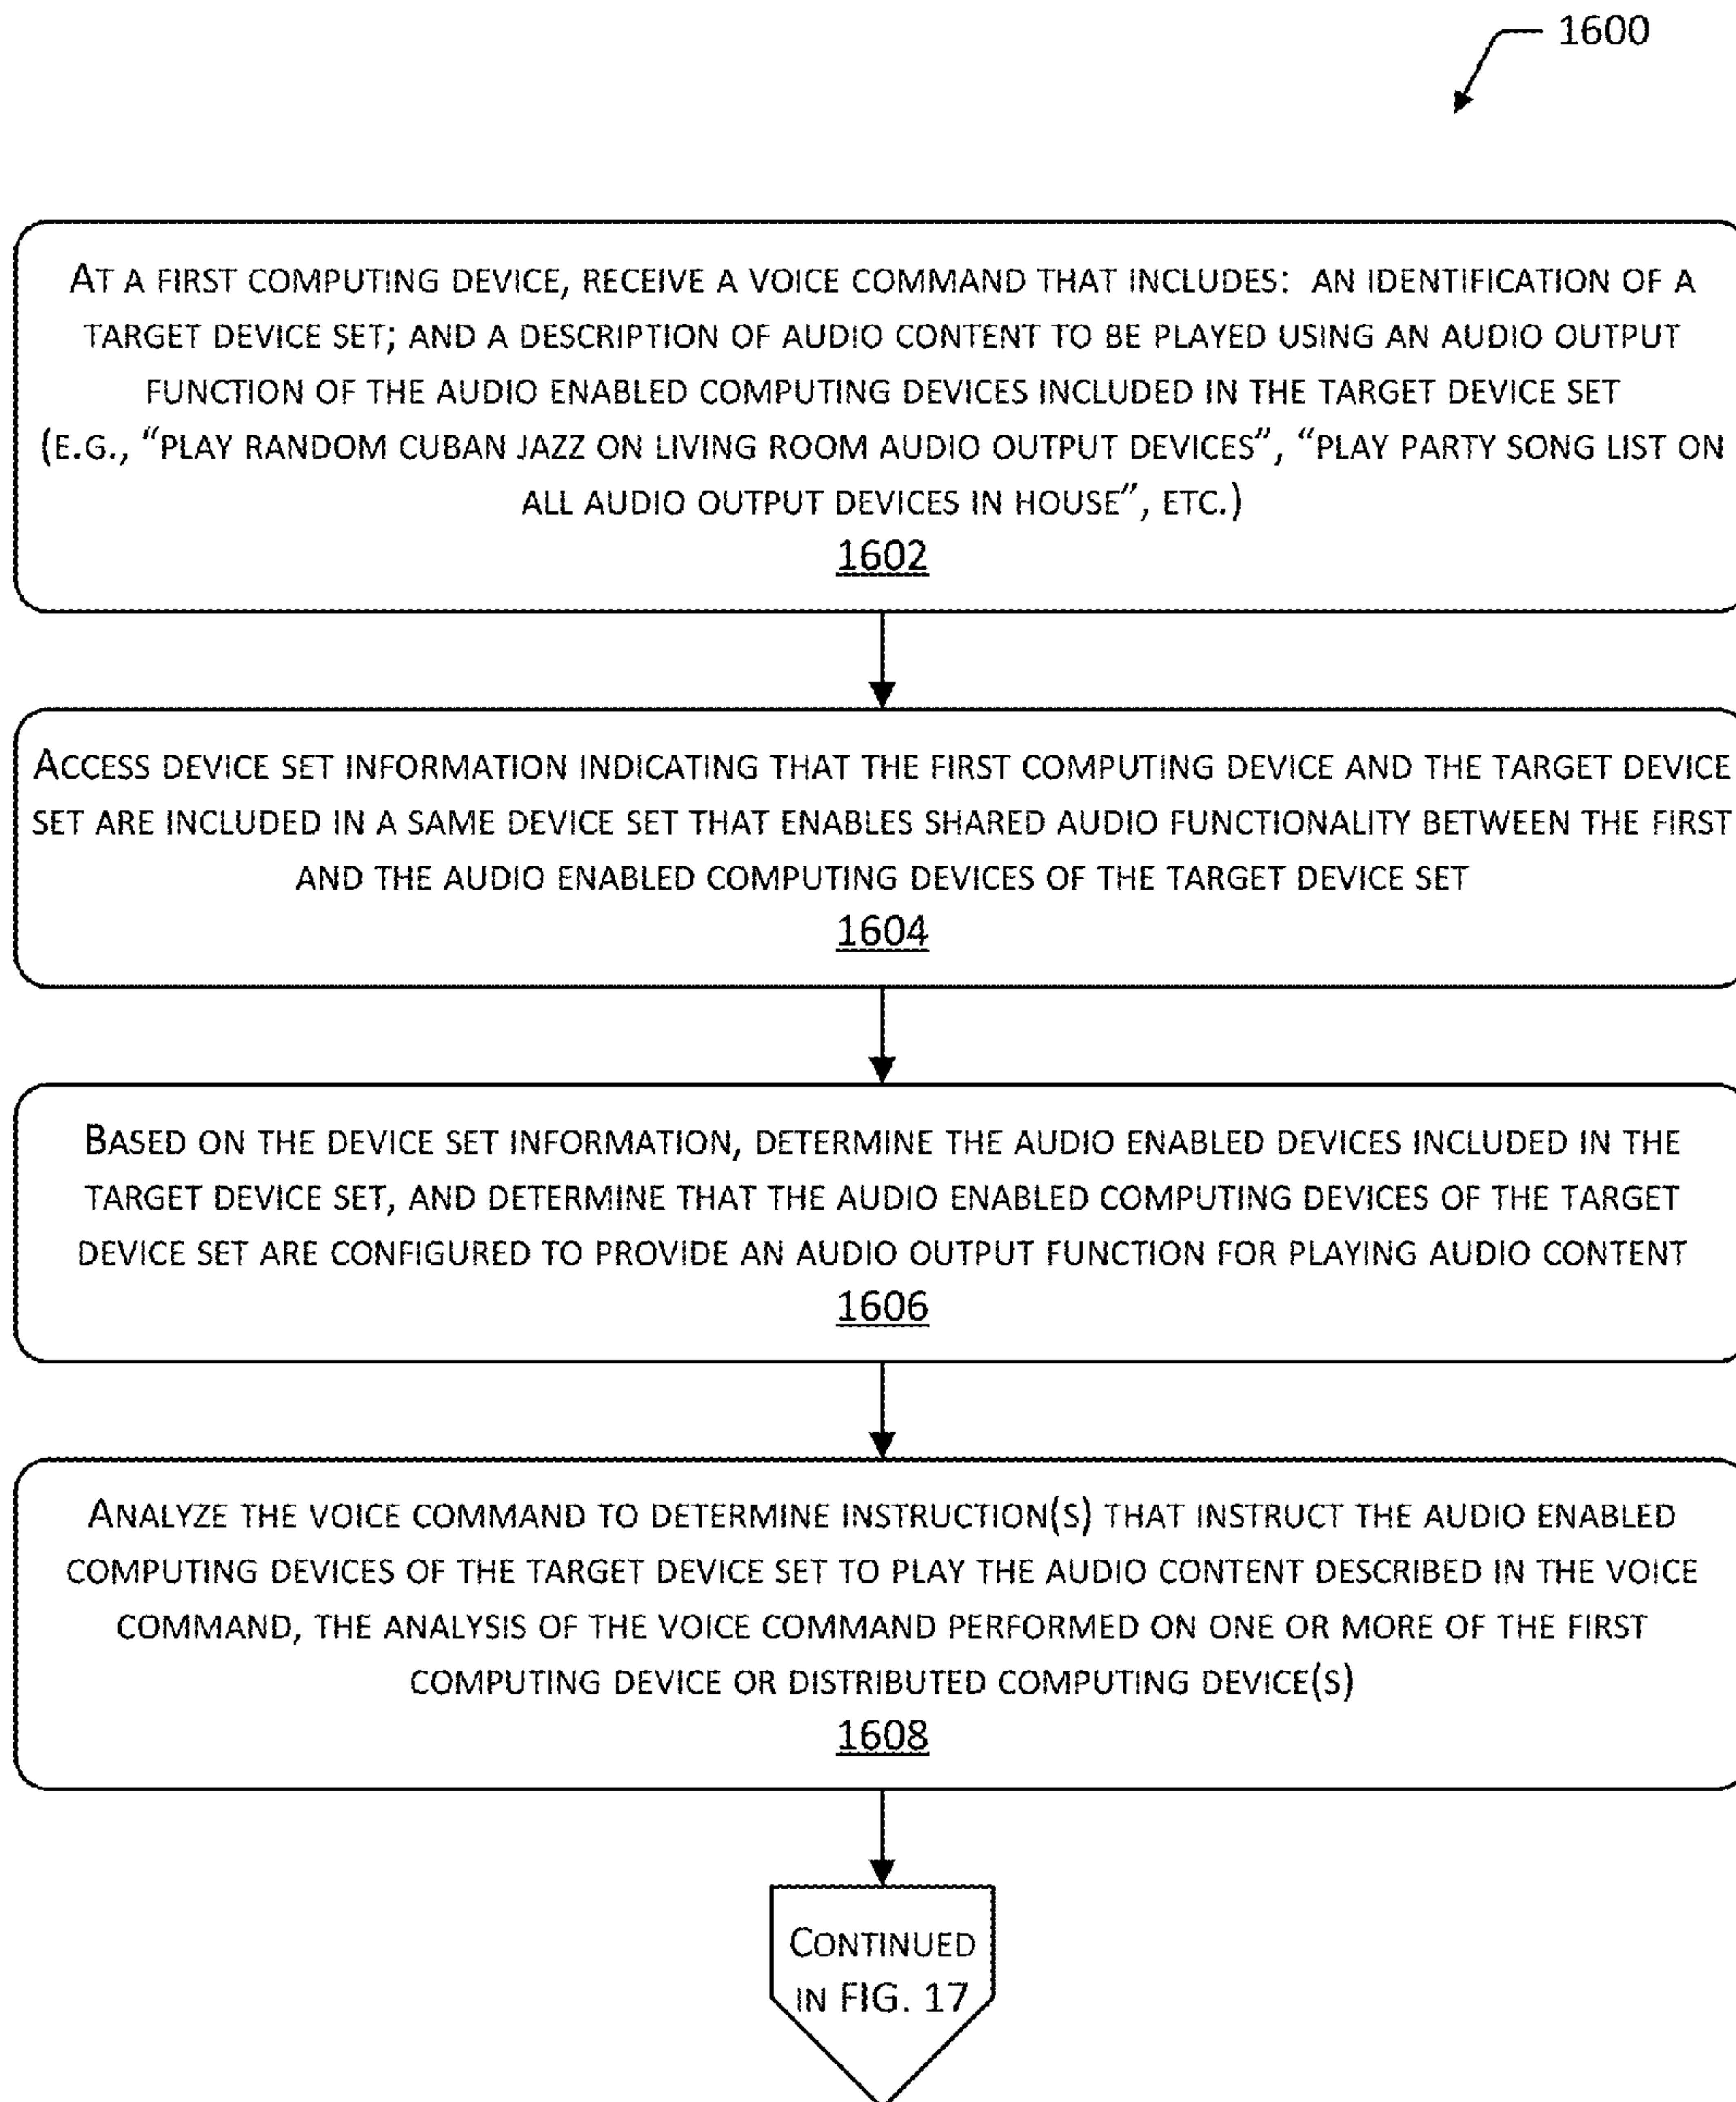 1600
AT A FIRST COMPUTING DEVICE, RECEIVE A VOICE COMMAND THAT INCLUDES: AN IDENTIFICATION OF A
TARGET DEVICE SET; AND A DESCRIPTION OF AUDIO CONTENT TO BE PLAYED USING AN AUDIO OUTPUT
FUNCTION OF THE AUDIO ENABLED COMPUTING DEVICES INCLUDED IN THE TARGET DEVICE SET
(E.G., "PLAY RANDOM CUBAN JAZZ ON LIVING ROOM AUDIO OUTPUT DEVICES", "PLAY PARTY SONG LIST ON
ALL AUDIO OUTPUT DEVICES IN HOUSE", ETC.)
1602
ACCESS DEVICE SET INFORMATION INDICATING THAT THE FIRST COMPUTING DEVICE AND THE TARGET DEVICE
SET ARE INCLUDED IN A SAME DEVICE SET THAT ENABLES SHARED AUDIO FUNCTIONALITY BETWEEN THE FIRST
AND THE AUDIO ENABLED COMPUTING DEVICES OF THE TARGET DEVICE SET
1604
BASED ON THE DEVICE SET INFORMATION, DETERMINE THE AUDIO ENABLED DEVICES INCLUDED IN THE
TARGET DEVICE SET, AND DETERMINE THAT THE AUDIO ENABLED COMPUTING DEVICES OF THE TARGET
DEVICE SET ARE CONFIGURED TO PROVIDE AN AUDIO OUTPUT FUNCTION FOR PLAYING AUDIO CONTENT
1606
ANALYZE THE VOICE COMMAND TO DETERMINE INSTRUCTION(S) THAT INSTRUCT THE AUDIO ENABLED
COMPUTING DEVICES OF THE TARGET DEVICE SET TO PLAY THE AUDIO CONTENT DESCRIBED IN THE VOICE
COMMAND, THE ANALYSIS OF THE VOICE COMMAND PERFORMED ON ONE OR MORE OF THE FIRST
COMPUTING DEVICE OR DISTRIBUTED COMPUTING DEVICE(S)
1608
CONTINUED
IN FIG. 17